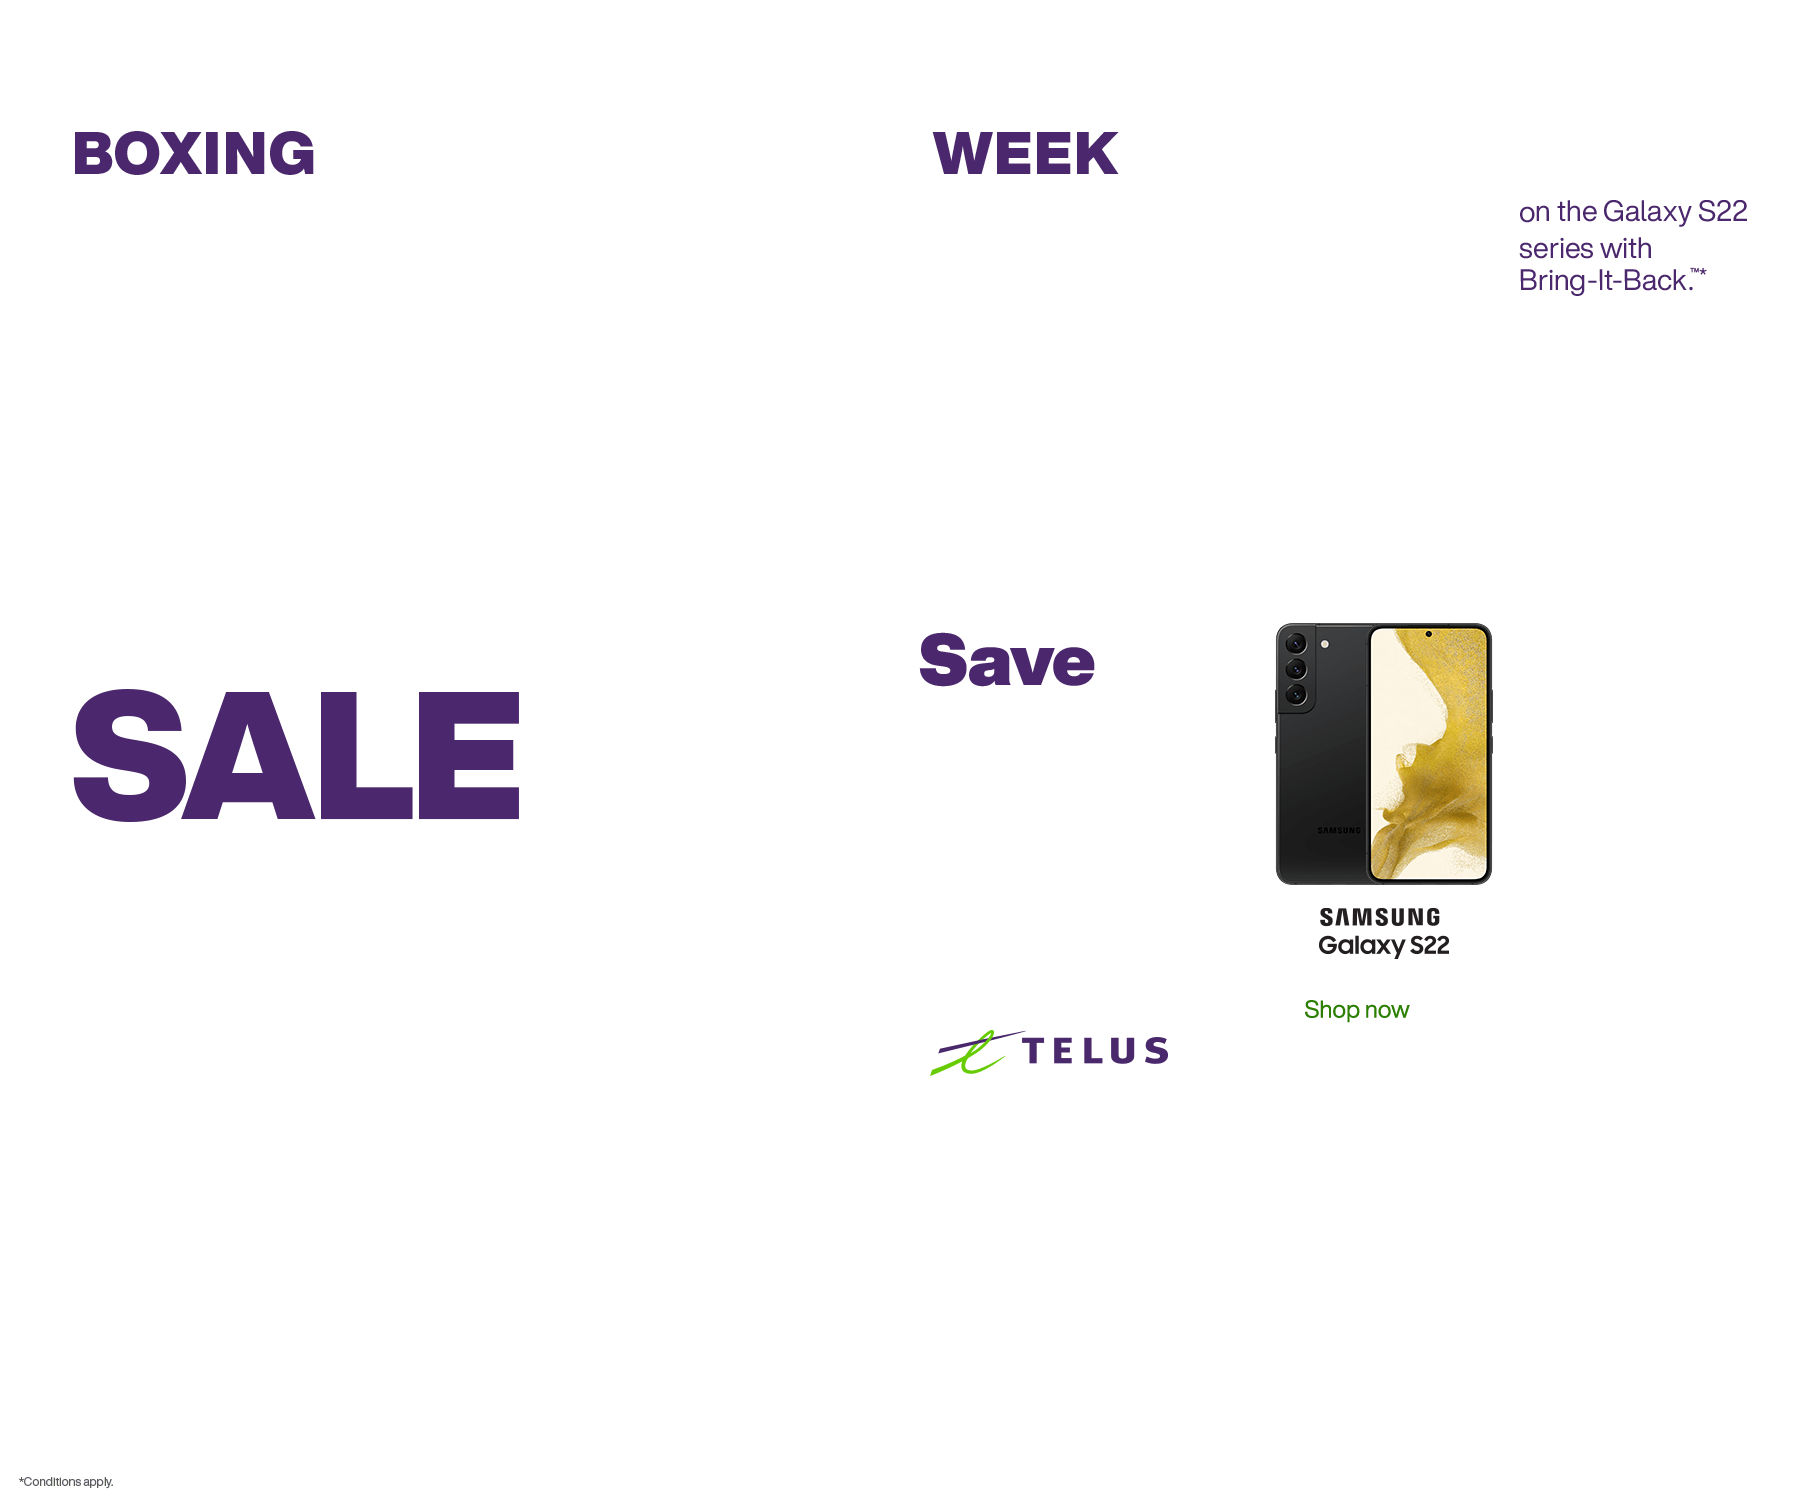 BOXING
WEEK
on the Galaxy S22
series with
Bring-It-Back.™*
SALE
Save
SAMSUNG
SAMSUNG
Galaxy S22
Shop now
TELUS
*Conditions apply.